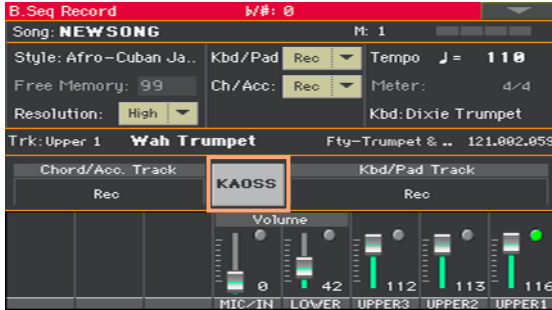 B.Seq Record ♭/#: 0
Song: NEWSONG M: 1
Style: Afro-Cuban Ja.. Kbd/Pad Rec Tempo ♩ = 110
Free Memory: 99 Ch/Acc: Rec Meter: 4/4
Resolution: High Kbd: Dixie Trumpet
Trk: Upper 1 Wah Trumpet Fty-Trumpet & .. 121.002.059
Chord/Acc. Track KAOSS Kbd/Pad Track
Rec Rec
Volume
0 42 112 113 116
MIC/IN LOWER UPPER3 UPPER2 UPPER1